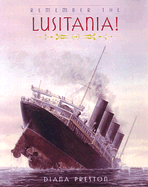 REMEMBER THE
LUSITANIA!
DIANA PRESTON